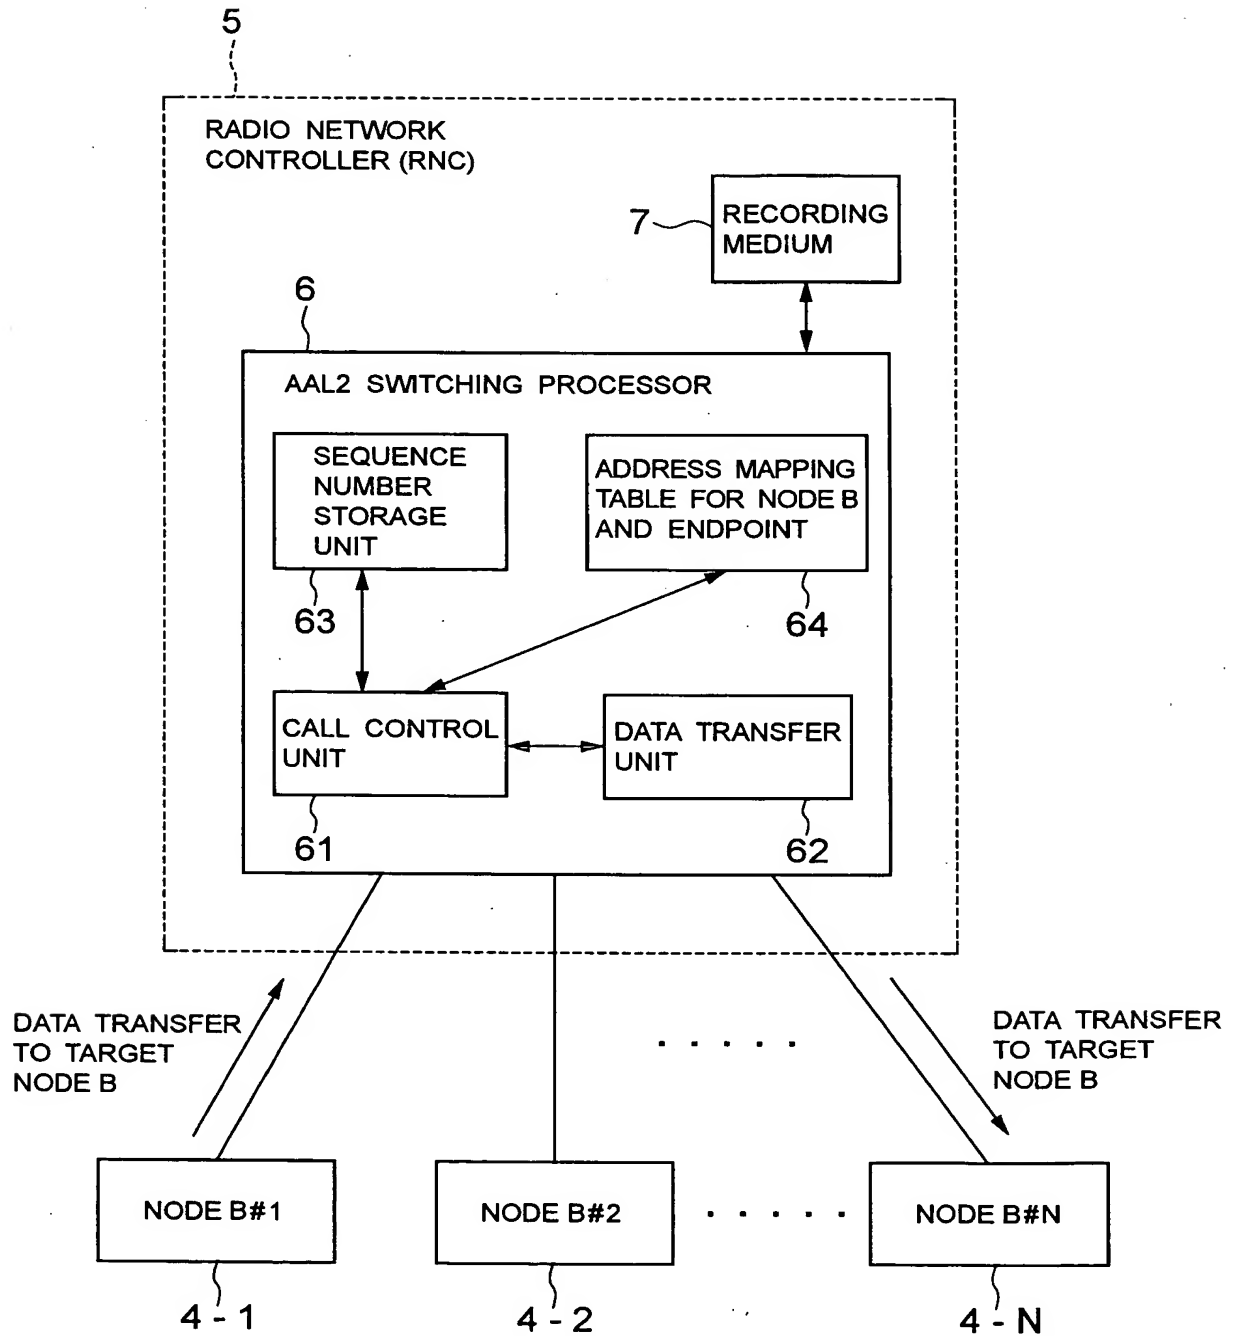 5
RADIO NETWORK
CONTROLLER (RNC)
7
RECORDING
MEDIUM
6
AAL2 SWITCHING PROCESSOR
SEQUENCE
NUMBER
STORAGE
UNIT
ADDRESS MAPPING
TABLE FOR NODE B
AND ENDPOINT
63
64
CALL CONTROL
UNIT
DATA TRANSFER
UNIT
61
62
DATA TRANSFER
TO TARGET
NODE B
DATA TRANSFER
TO TARGET
NODE B
NODE B#1
NODE B#2
NODE B#N
4 - 1
4 - 2
4 - N